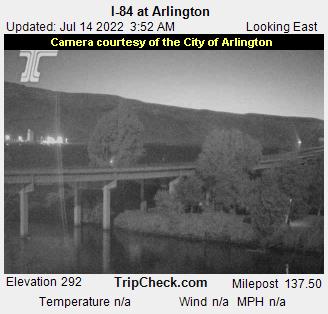 I-84 at Arlington
Updated: Jul 14 2022 3:52 AM Looking East
Camera courtesy of the City of Arlington
Elevation 292 TripCheck.com Milepost 137.50
Temperature n/a Wind n/a MPH n/a